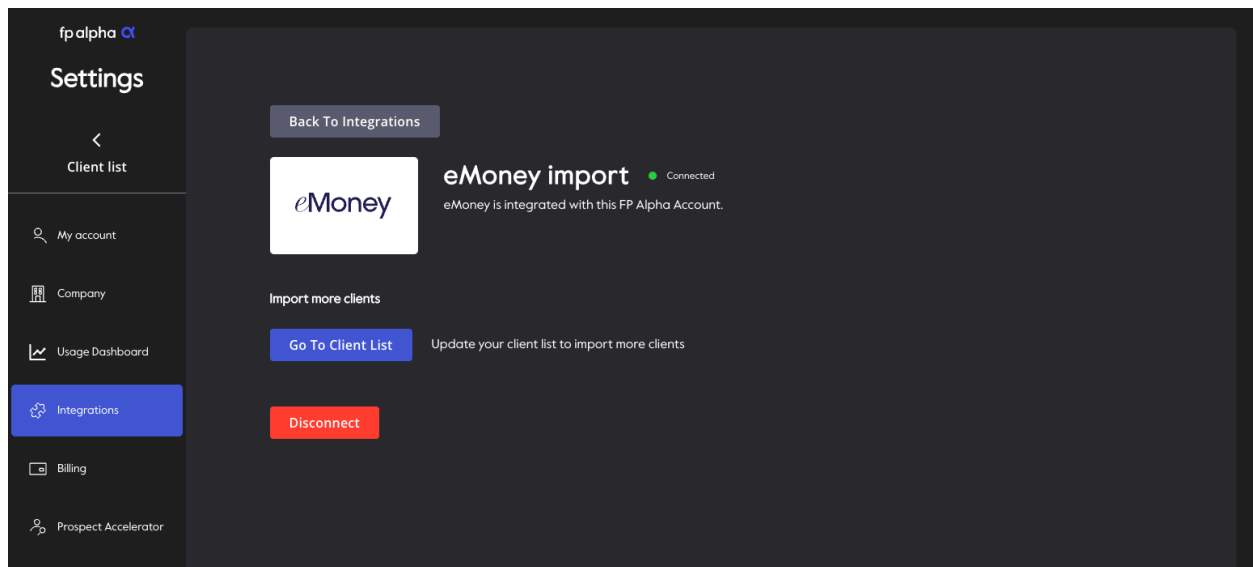 fp alpha α
Settings
Client list
My account
Company
Usage Dashboard
Integrations
Billing
Prospect Accelerator
Back To Integrations
eMoney
eMoney import Connected
eMoney is integrated with this FP Alpha Account.
Import more clients
Go To Client List Update your client list to import more clients
Disconnect